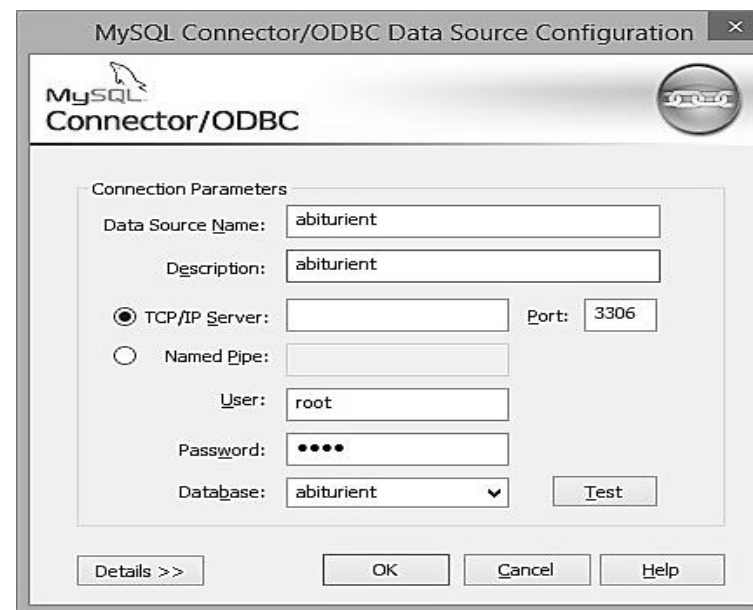 MySQL Connector/ODBC Data Source Configuration ×
MySQL
Connector/ODBC
Connection Parameters
Data Source Name: abiturient
Description: abiturient
TCP/IP Server: Port: 3306
Named Pipe:
User: root
Password: ••••
Database: abiturient Test
Details >> OK Cancel Help